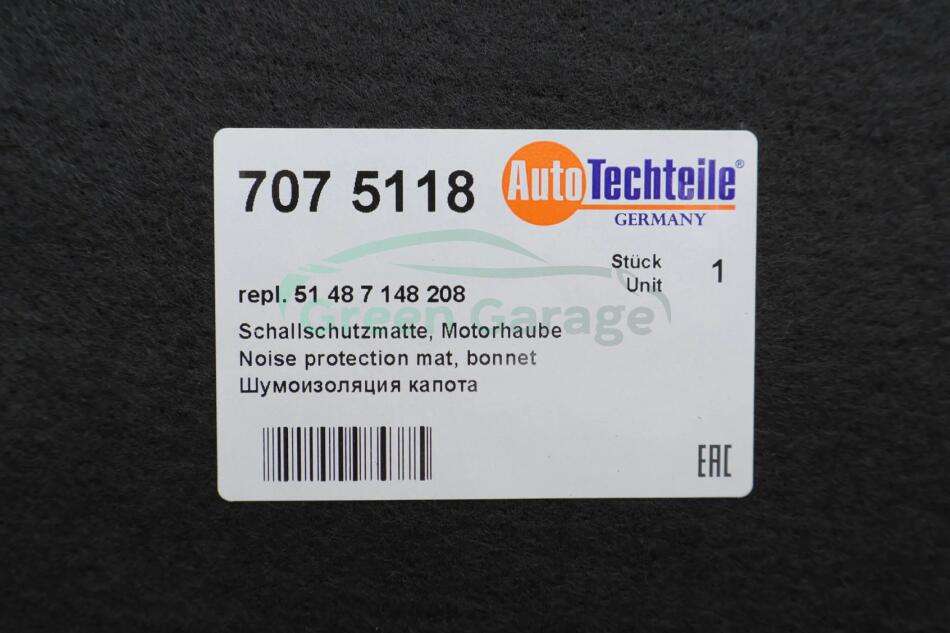 707 5118
AutoTechteile®
GERMANY
Stück 1
Unit
repl. 51 48 7 148 208
Green Garage
Schallschutzmatte, Motorhaube
Noise protection mat, bonnet
Шумоизоляция капота
EAC